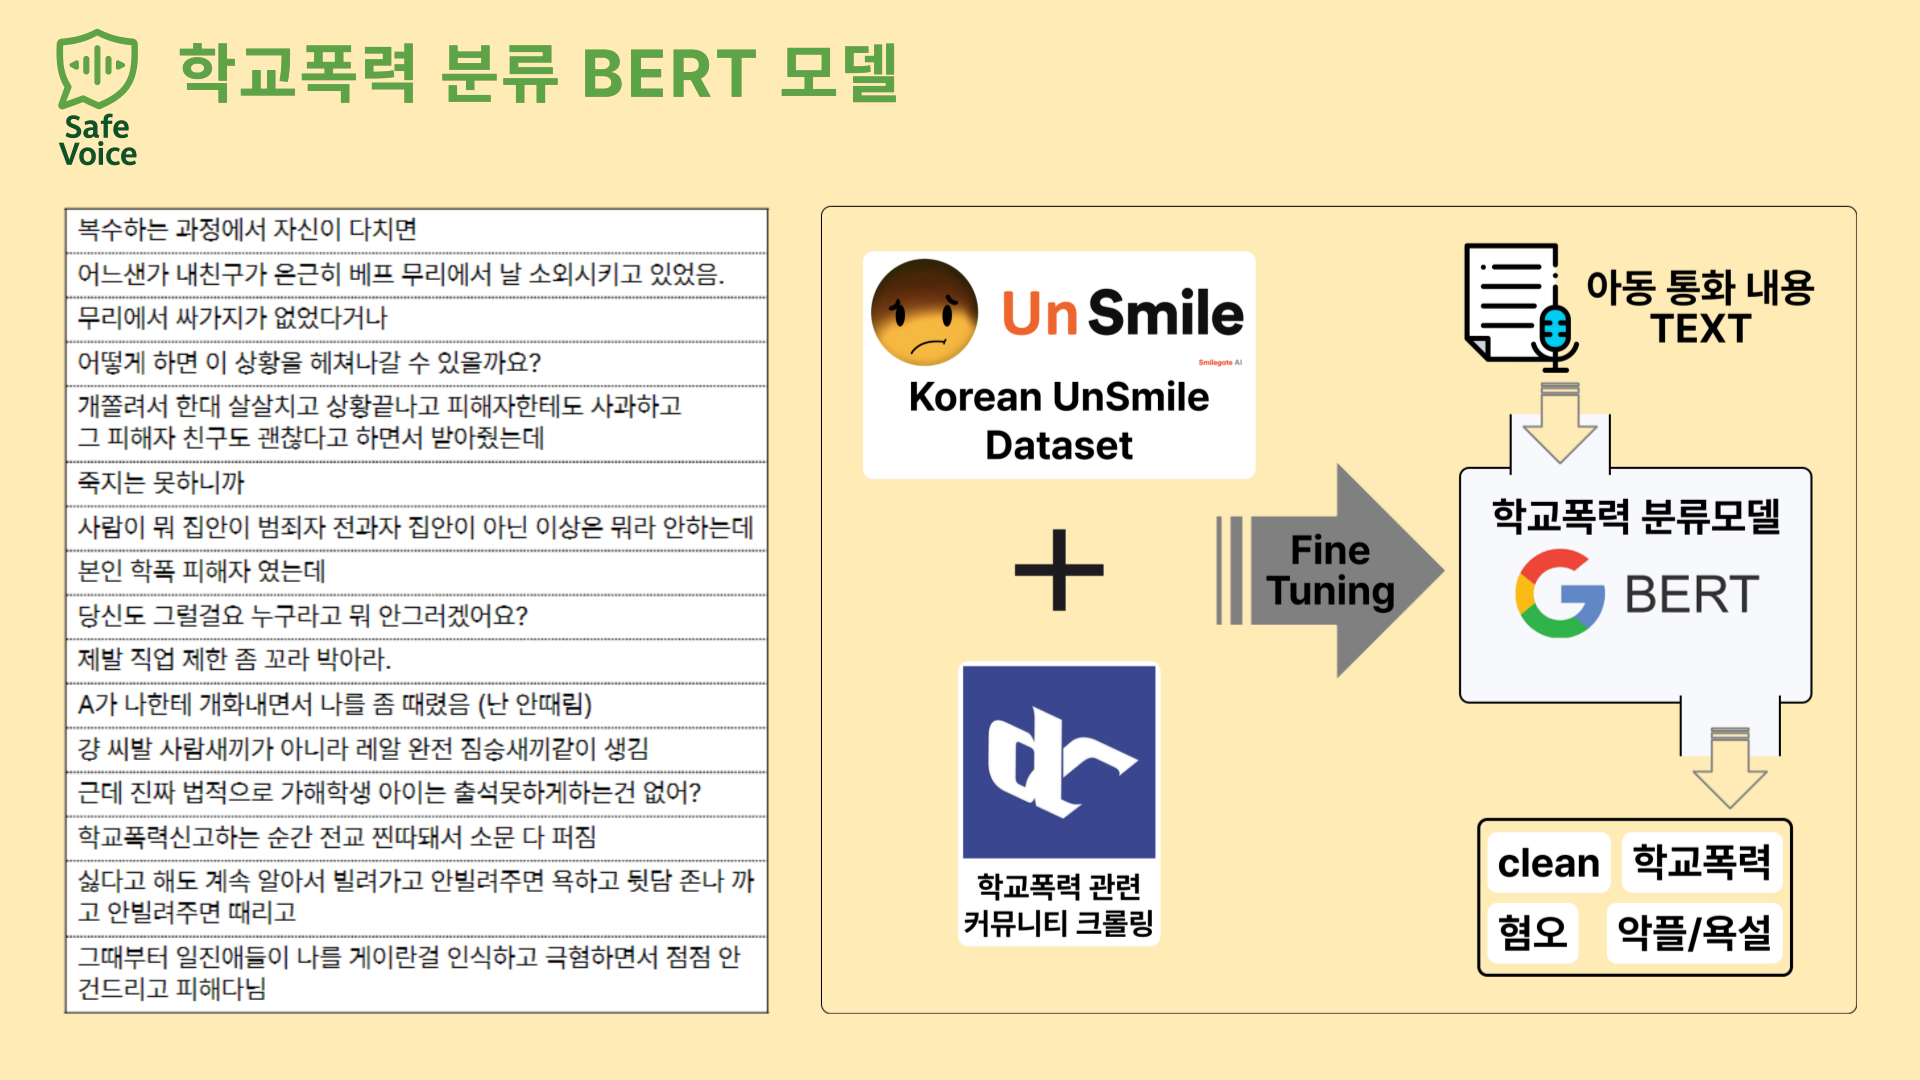 Safe
Voice
학교폭력 분류 BERT 모델
복수하는 과정에서 자신이 다치면
어느샌가 내친구가 은근히 베프 무리에서 날 소외시키고 있었음.
무리에서 싸가지가 없었다거나
어떻게 하면 이 상황을 헤쳐나갈 수 있을까요?
개쫄려서 한대 살살치고 상황끝나고 피해자한테도 사과하고
그 피해자 친구도 괜찮다고 하면서 받아줬는데
죽지는 못하니까
사람이 뭐 집안이 범죄자 전과자 집안이 아닌 이상은 뭐라 안하는데
본인 학폭 피해자 였는데
당신도 그럴걸요 누구라고 뭐 안그러겠어요?
제발 직업 제한 좀 꼬라 박아라.
A가 나한테 개화내면서 나를 좀 때렸음 (난 안때림)
걍 씨발 사람새끼가 아니라 레알 완전 짐승새끼같이 생김
근데 진짜 법적으로 가해학생 아이는 출석못하게하는건 없어?
학교폭력신고하는 순간 전교 찐따돼서 소문 다 퍼짐
싫다고 해도 계속 알아서 빌려가고 안빌려주면 욕하고 뒷담 존나 까
고 안빌려주면 때리고
그때부터 일진애들이 나를 게이란걸 인식하고 극혐하면서 점점 안
건드리고 피해다님
Un Smile
Smilegate AI
Korean UnSmile
Dataset
학교폭력 관련
커뮤니티 크롤링
Fine
Tuning
아동 통화 내용
TEXT
학교폭력 분류모델
BERT
clean 학교폭력
혐오 악플/욕설